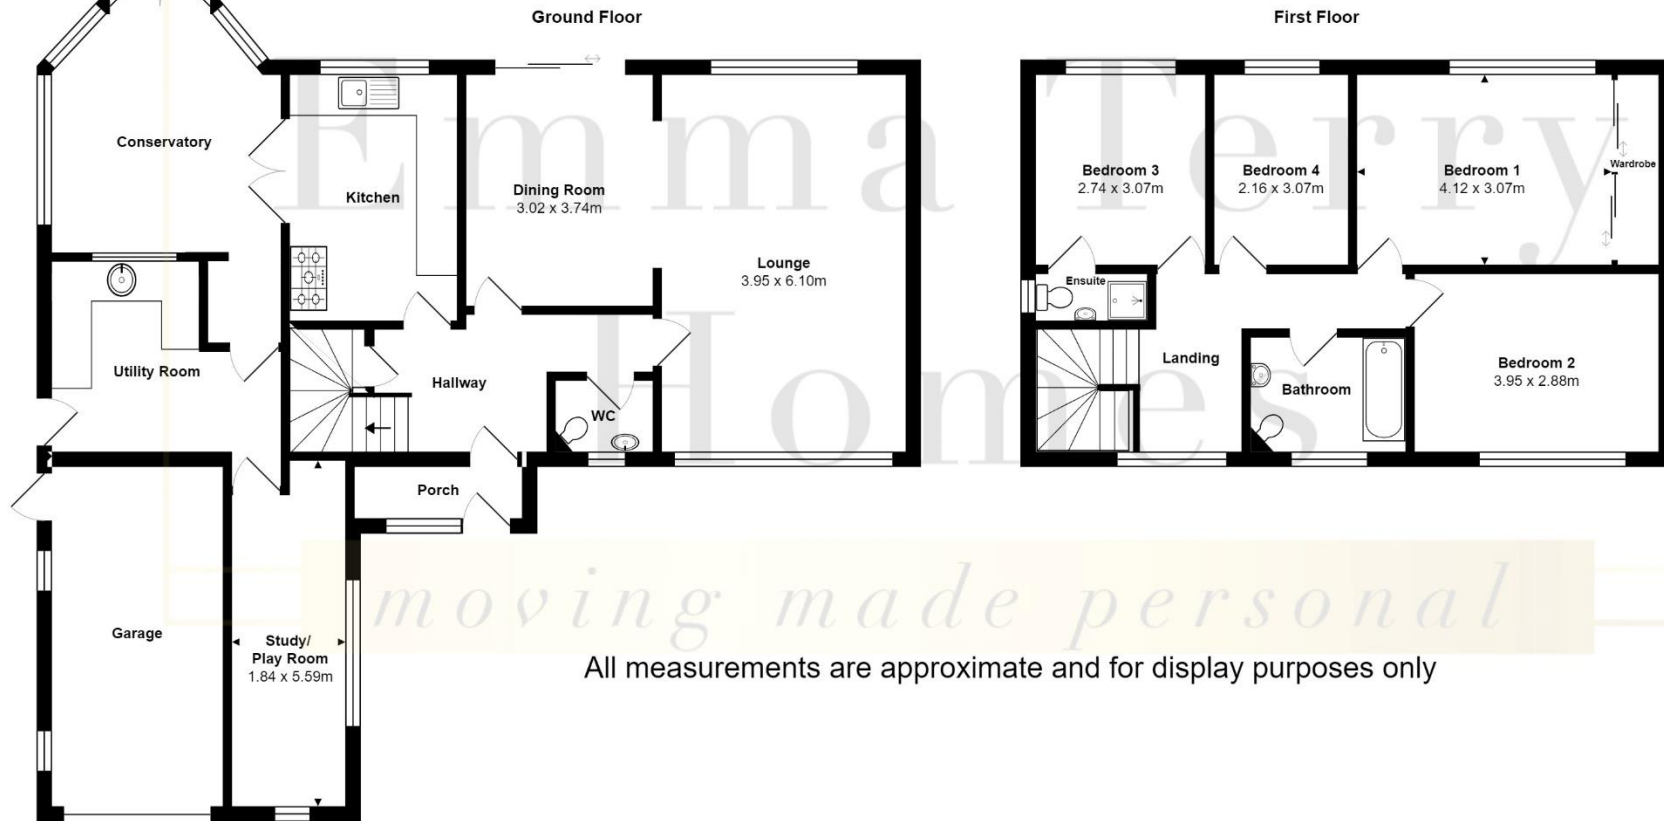 Ground Floor
First Floor
Conservatory
Kitchen
Dining Room
3.02 x 3.74m
Lounge
3.95 x 6.10m
Utility Room
Hallway
WC
Porch
Garage
Study/
Play Room
1.84 x 5.59m
Bedroom 3
2.74 x 3.07m
Bedroom 4
2.16 x 3.07m
Bedroom 1
4.12 x 3.07m
Wardrobe
Ensuite
Landing
Bathroom
Bedroom 2
3.95 x 2.88m
Emma Terry
Homes
moving made personal
All measurements are approximate and for display purposes only